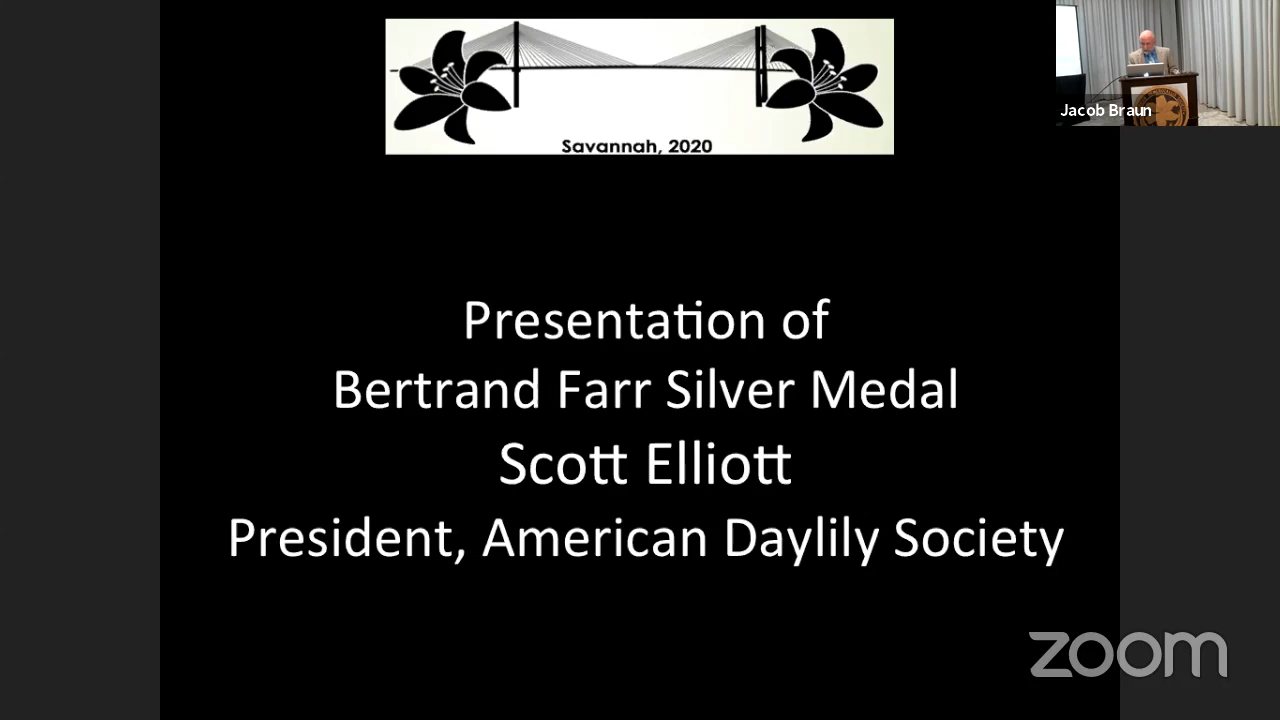 Savannah, 2020
Jacob Braun
Presentation of
Bertrand Farr Silver Medal
Scott Elliott
President, American Daylily Society
zoom